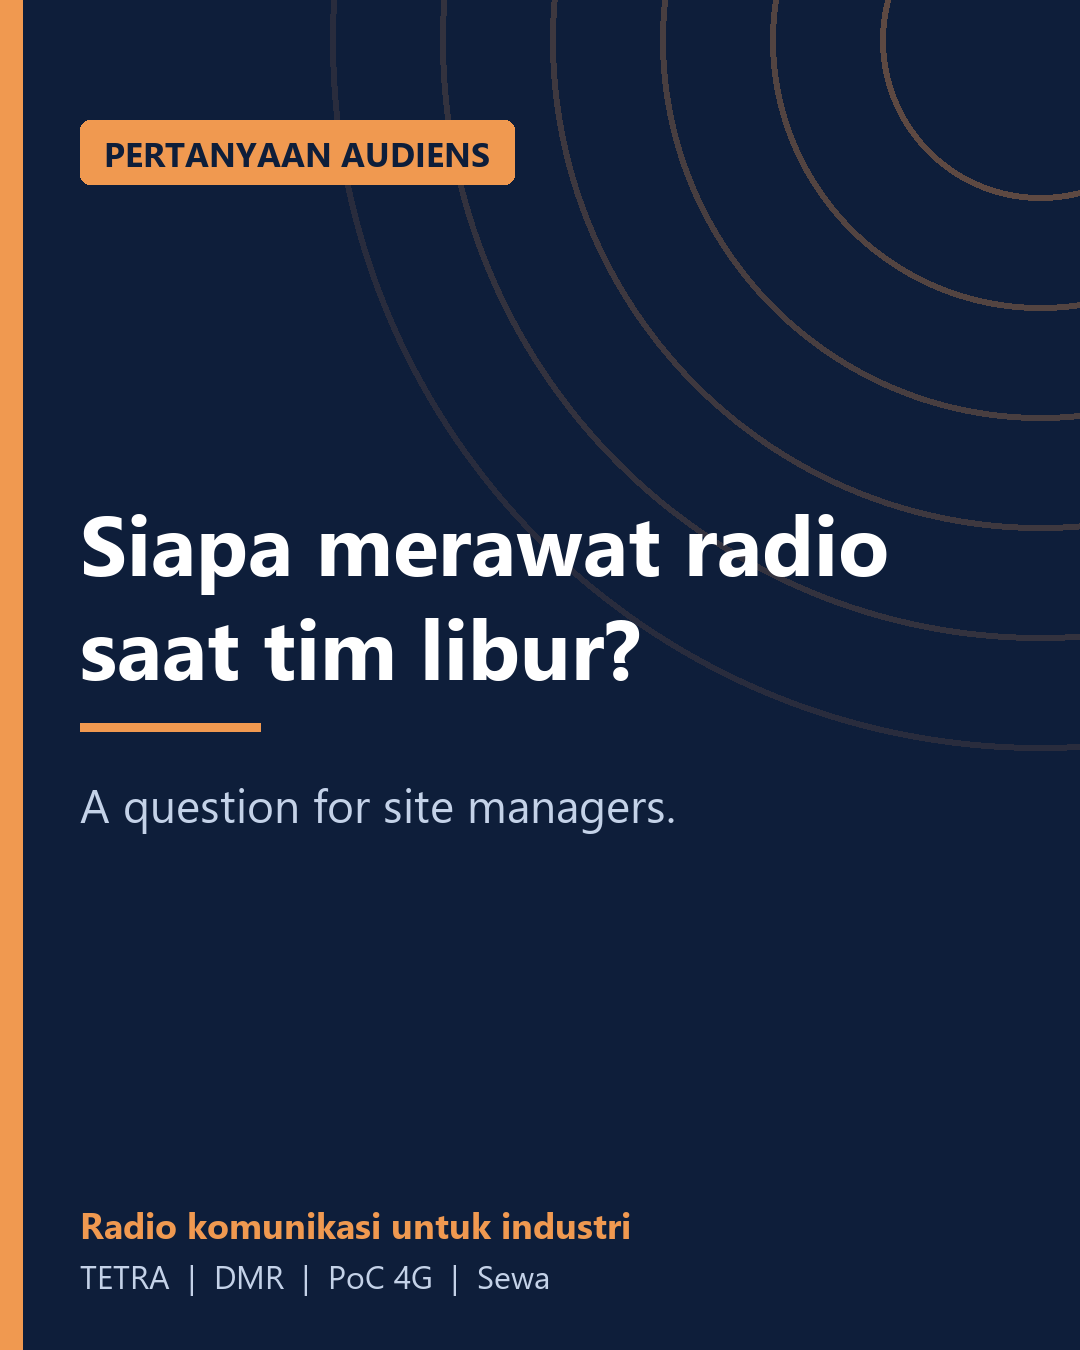 PERTANYAAN AUDIENS
Siapa merawat radio
saat tim libur?
A question for site managers.
Radio komunikasi untuk industri
TETRA | DMR | PoC 4G | Sewa